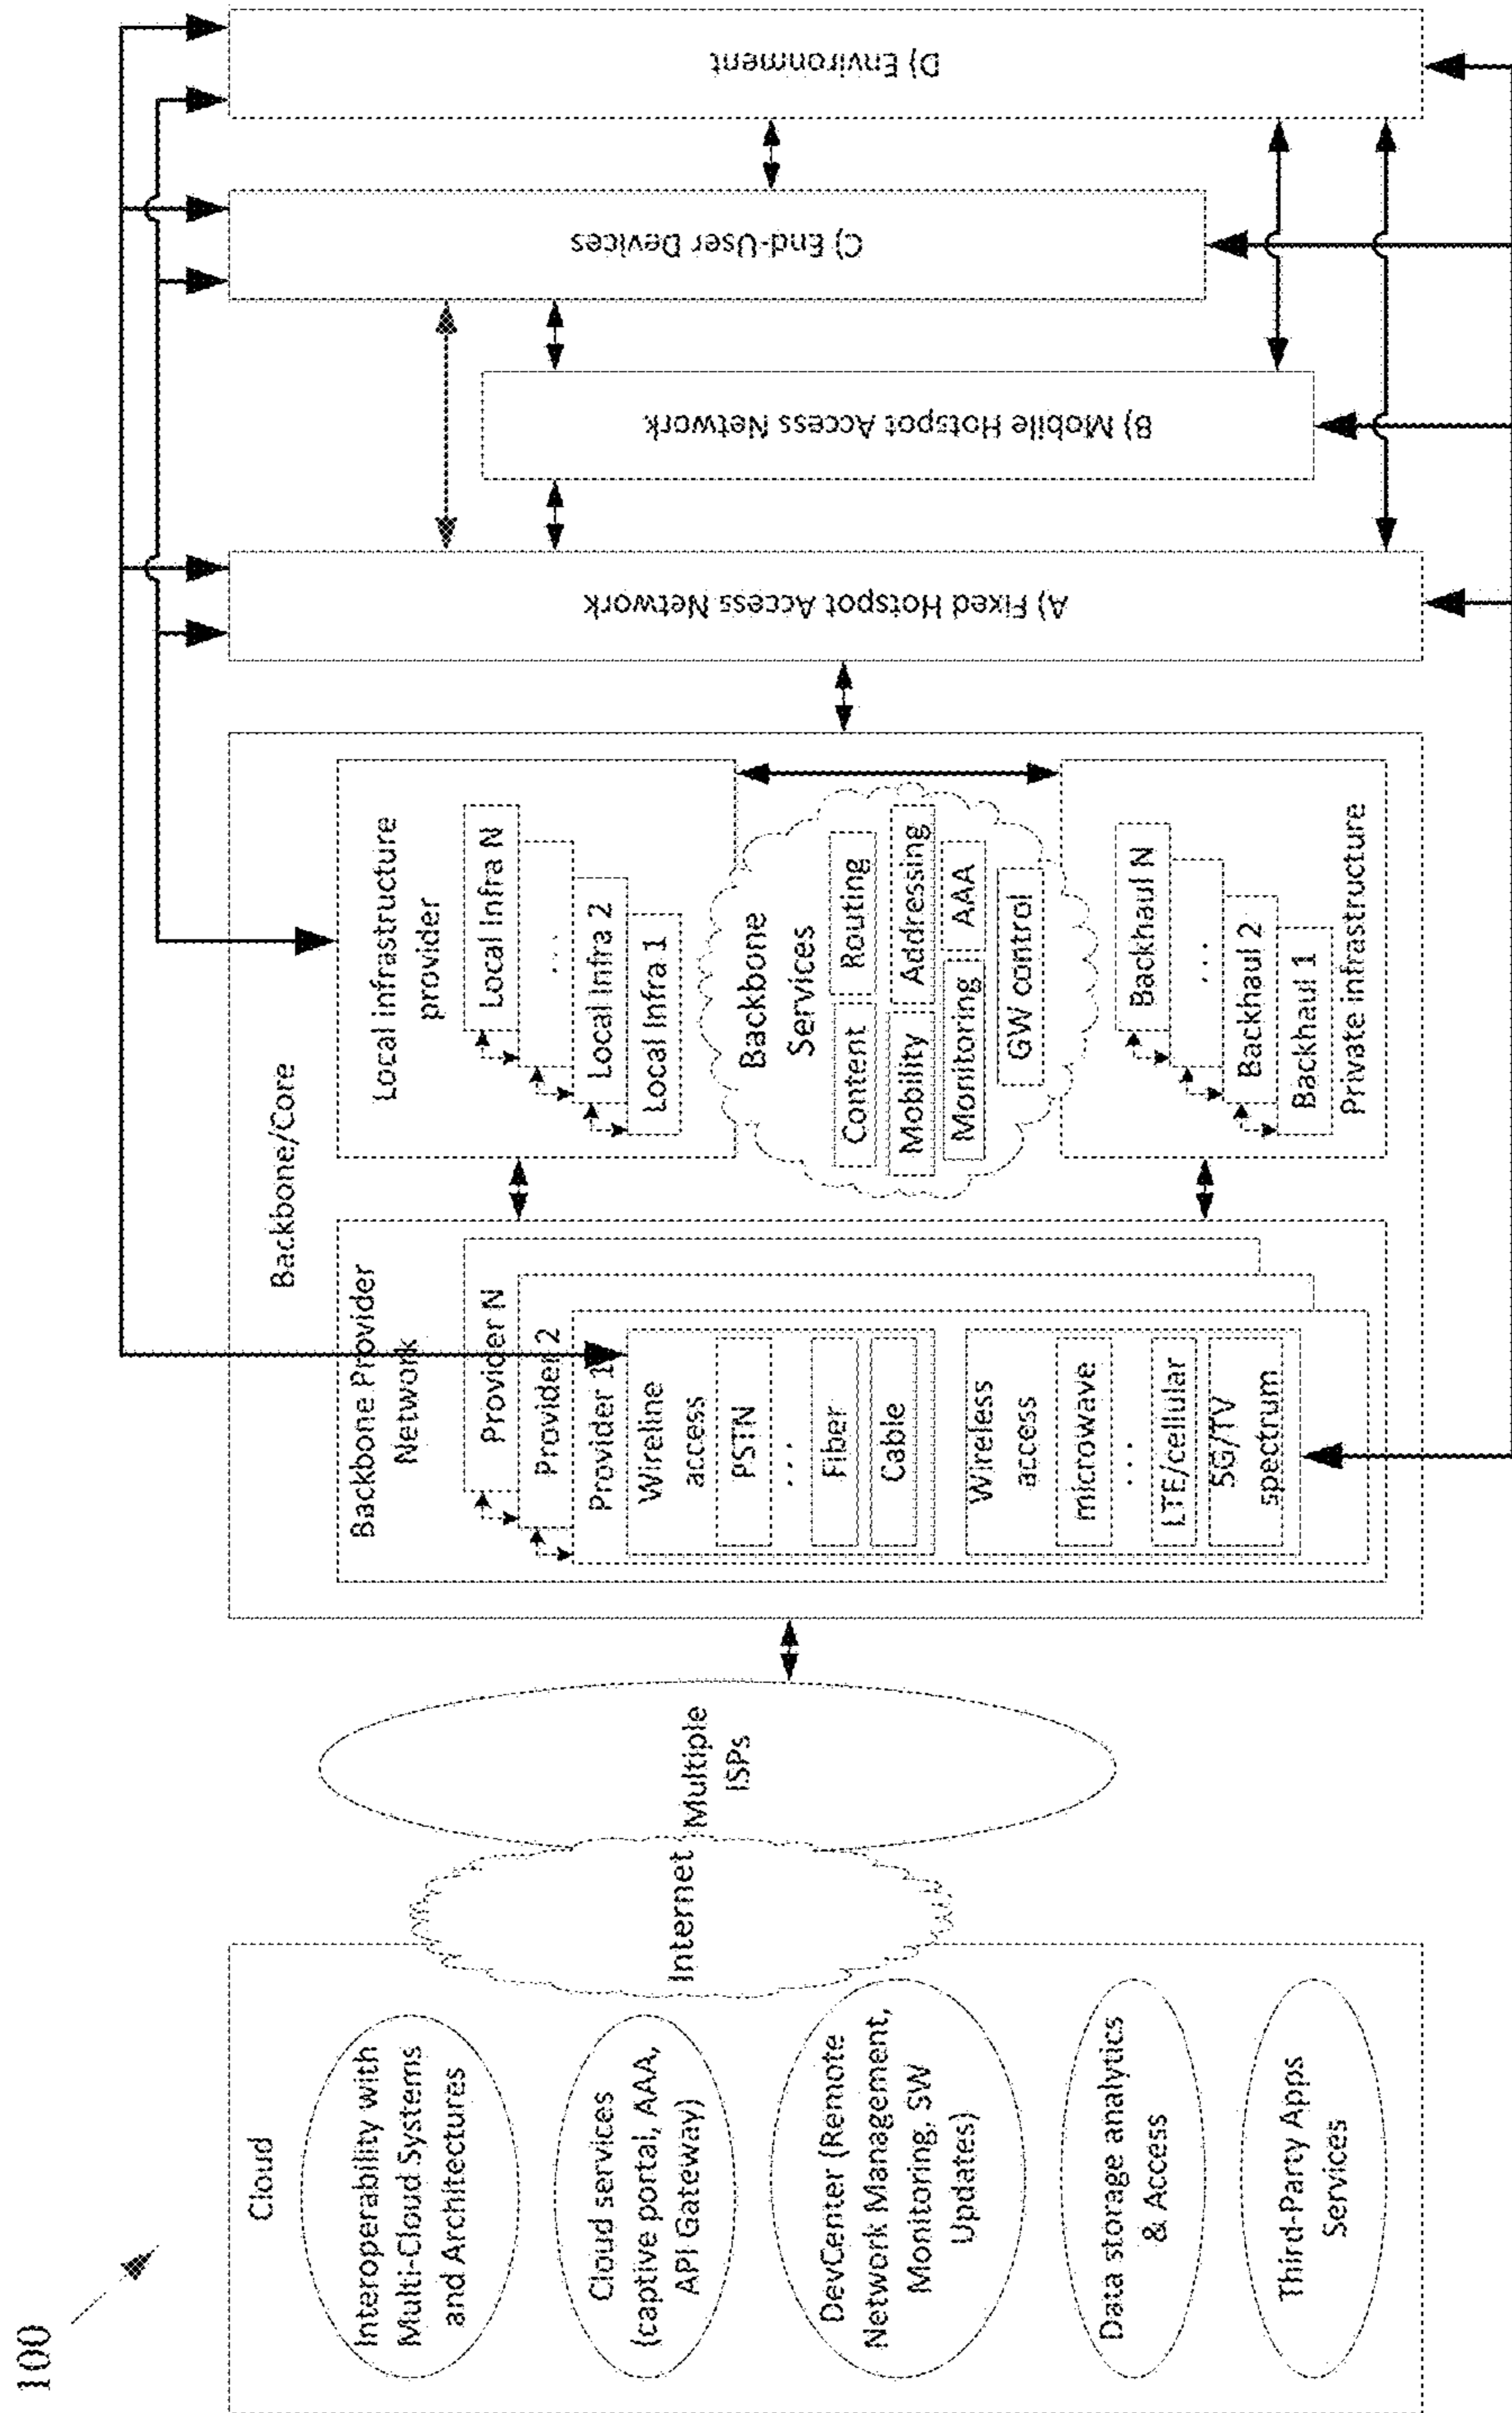 100
Cloud
Interoperability with
Multi-Cloud Systems
and Architectures
Cloud services
(captive portal, AAA,
API Gateway)
DevCenter (Remote
Network Management,
Monitoring, SW
Updates)
Data storage analytics
& Access
Third-Party Apps
Services
Internet
Multiple
ISPs
Backbone/Core
Backbone Provider
Network
Provider N
Provider 2
Provider 1
Wireline
access
PSTN
...
Fiber
Cable
Wireless
access
microwave
...
LTE/cellular
5G/TV
spectrum
Local infrastructure
provider
Local Infra N
...
Local Infra 2
Local Infra 1
Backbone
Services
Content
Routing
Mobility
Addressing
Monitoring
AAA
GW control
Backhaul N
...
Backhaul 2
Backhaul 1
Private infrastructure
A) Fixed Hotspot Access Network
B) Mobile Hotspot Access Network
C) End-User Devices
D) Environment